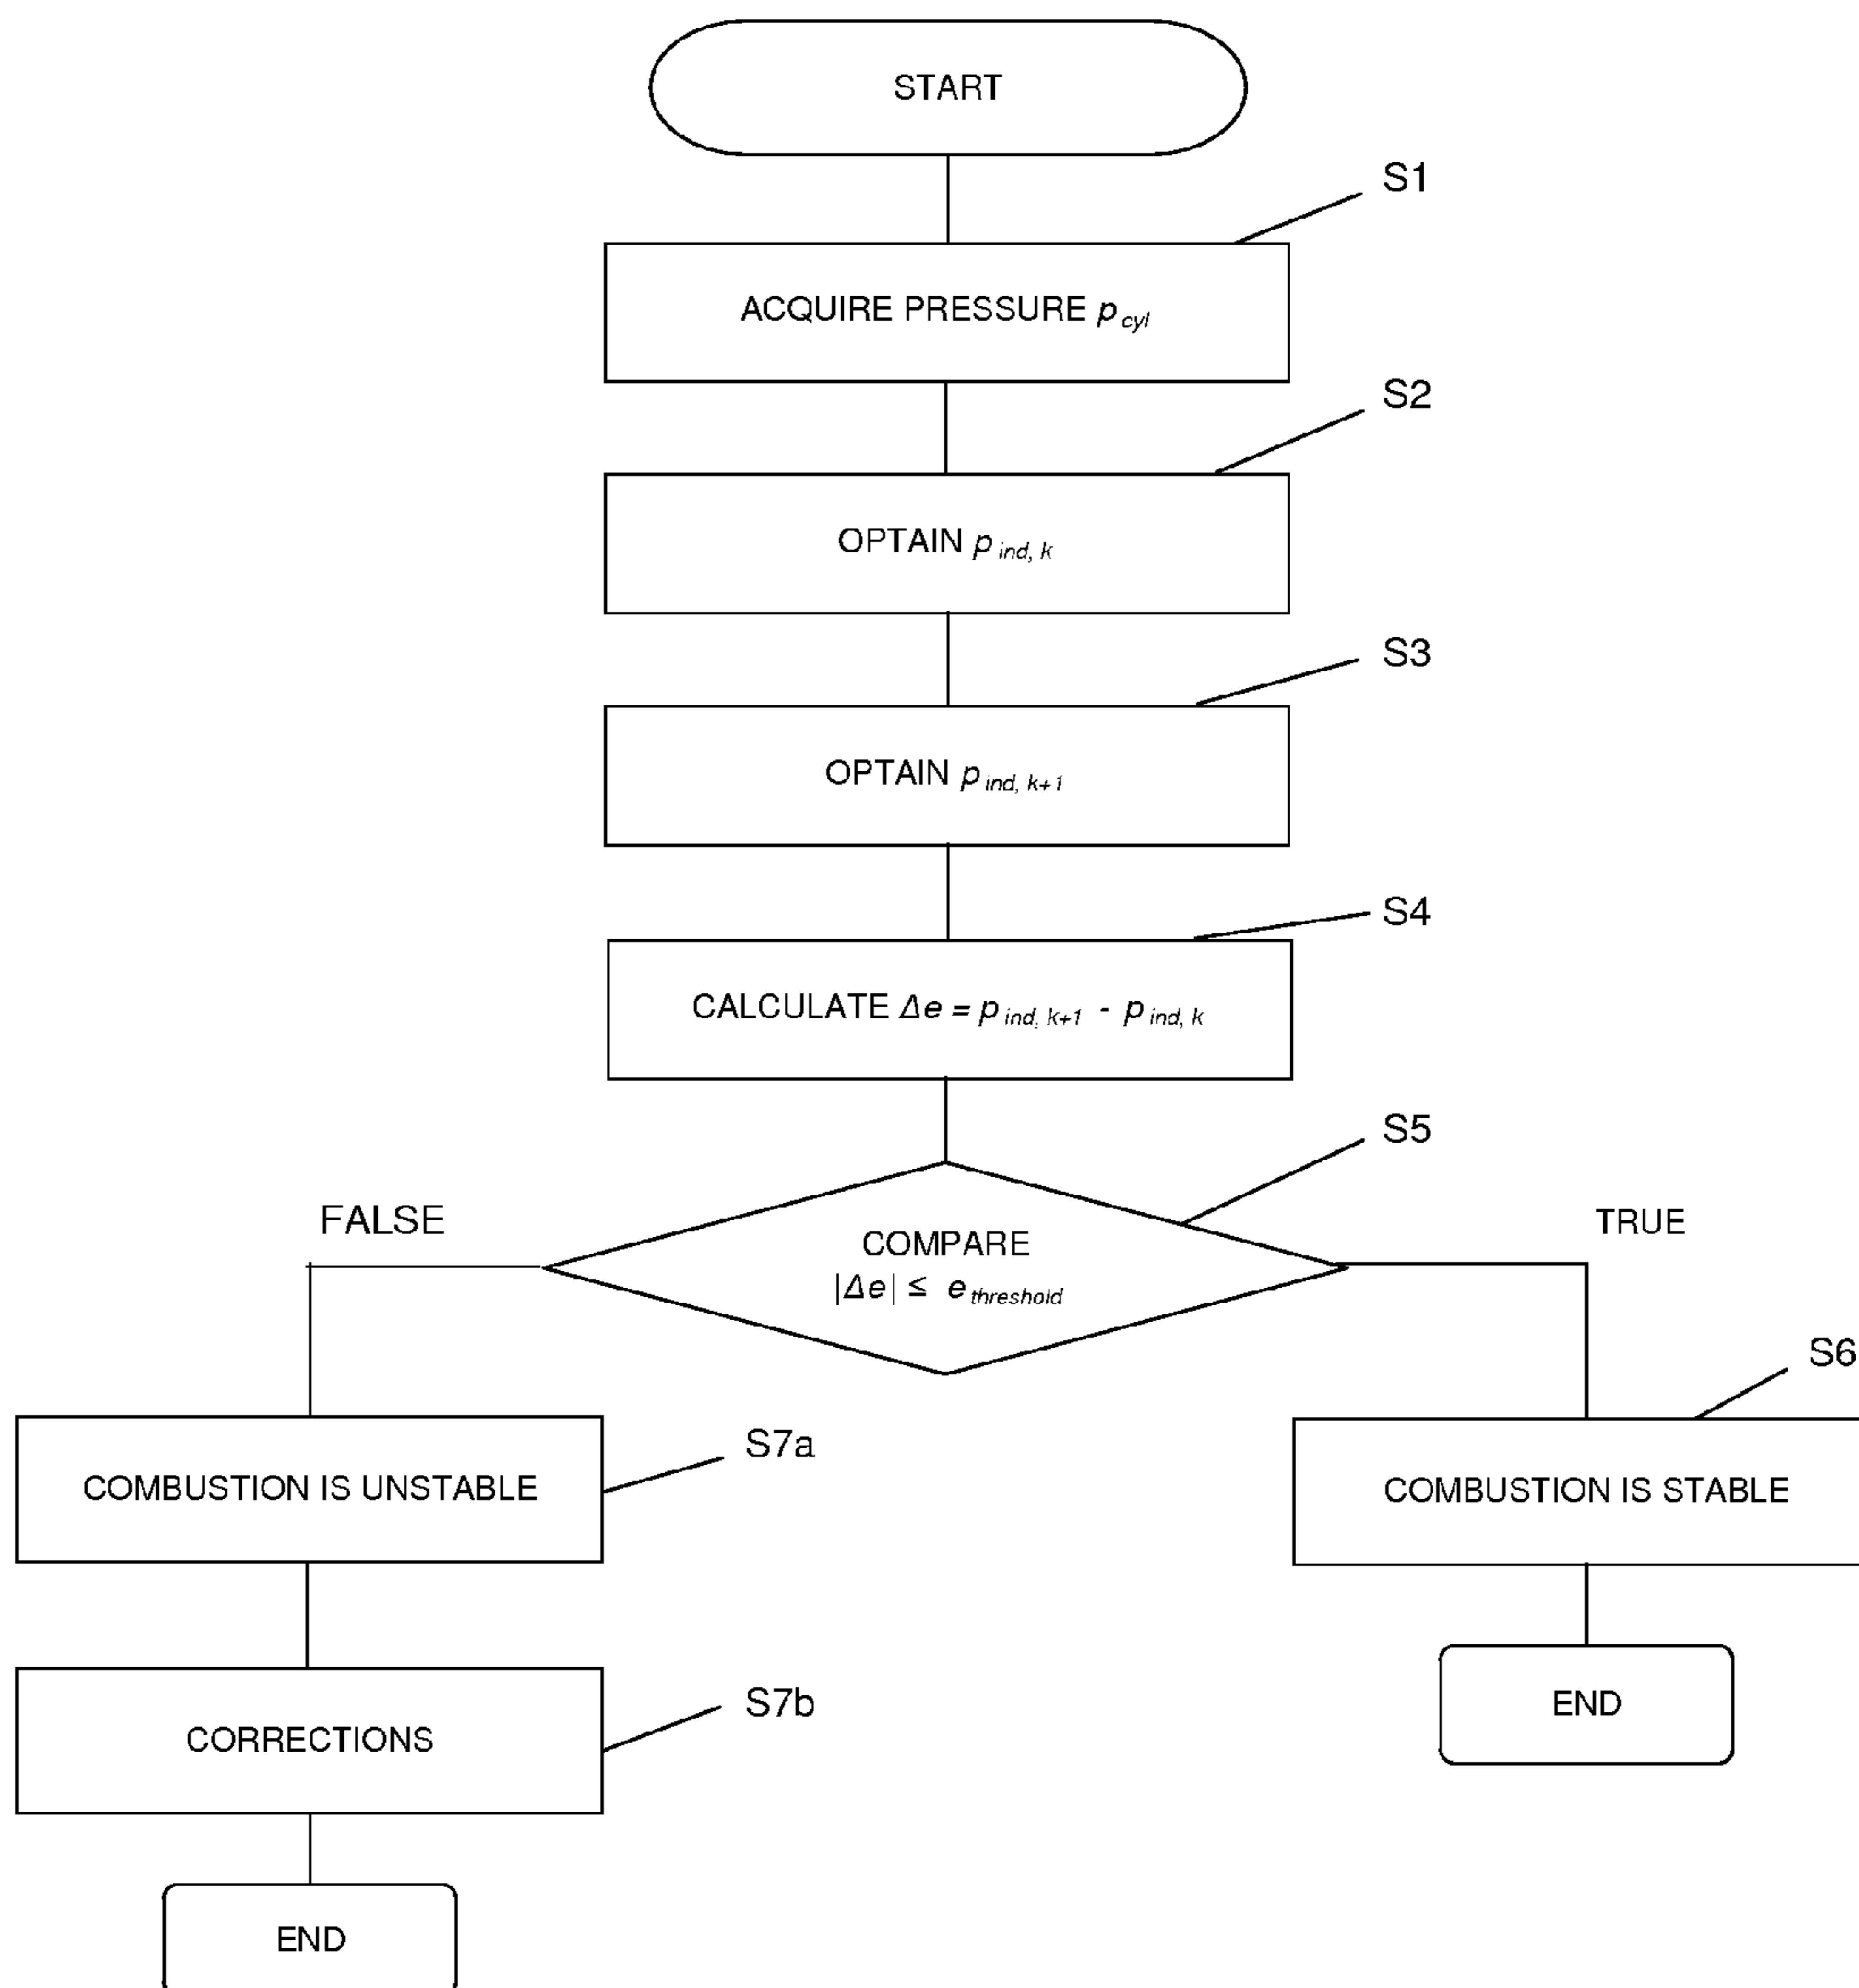 START
S1
ACQUIRE PRESSURE p cyl
S2
OPTAIN p ind, k
S3
OPTAIN p ind, k+1
S4
CALCULATE Δe = p ind, k+1 - p ind, k
S5
FALSE
TRUE
COMPARE
|Δe| ≤ e threshold
S6
S7a
COMBUSTION IS UNSTABLE
COMBUSTION IS STABLE
S7b
CORRECTIONS
END
END